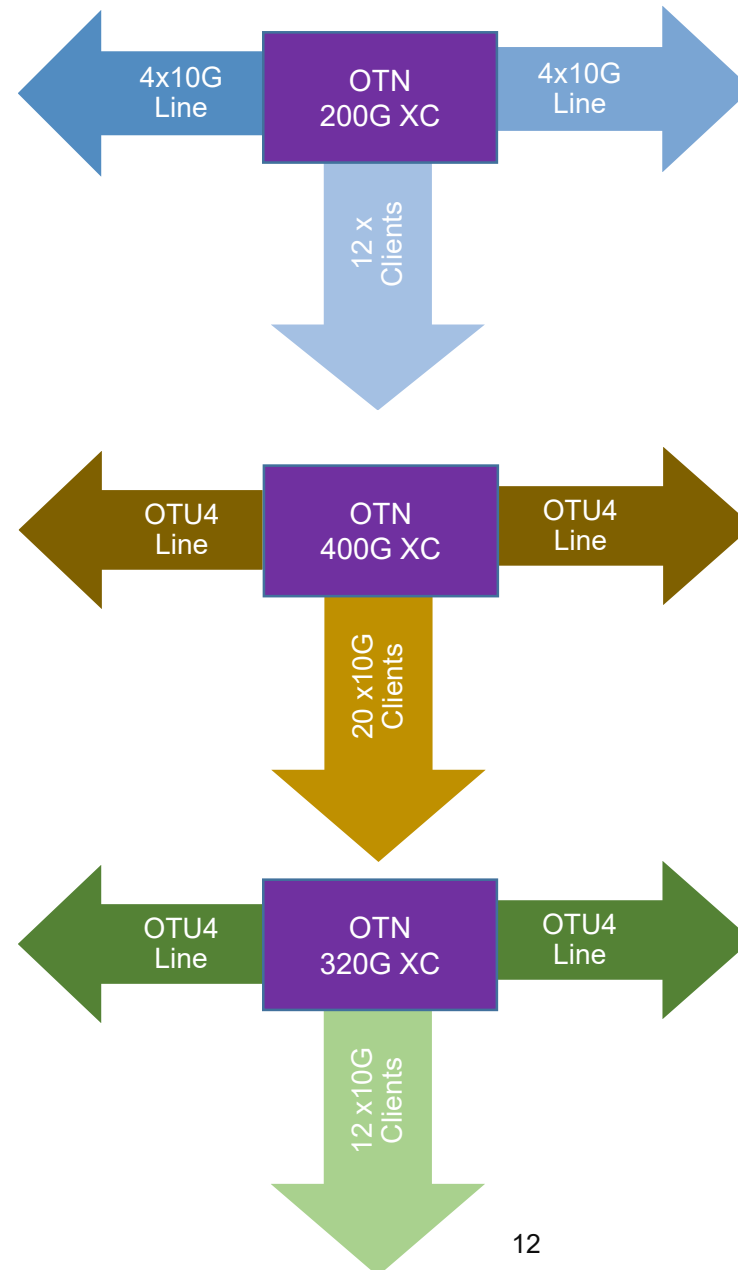 4x10G
Line
OTN
200G XC
4x10G
Line
12 x
Clients
OTU4
Line
OTN
400G XC
OTU4
Line
20 x10G
Clients
OTU4
Line
OTN
320G XC
OTU4
Line
12 x10G
Clients
12